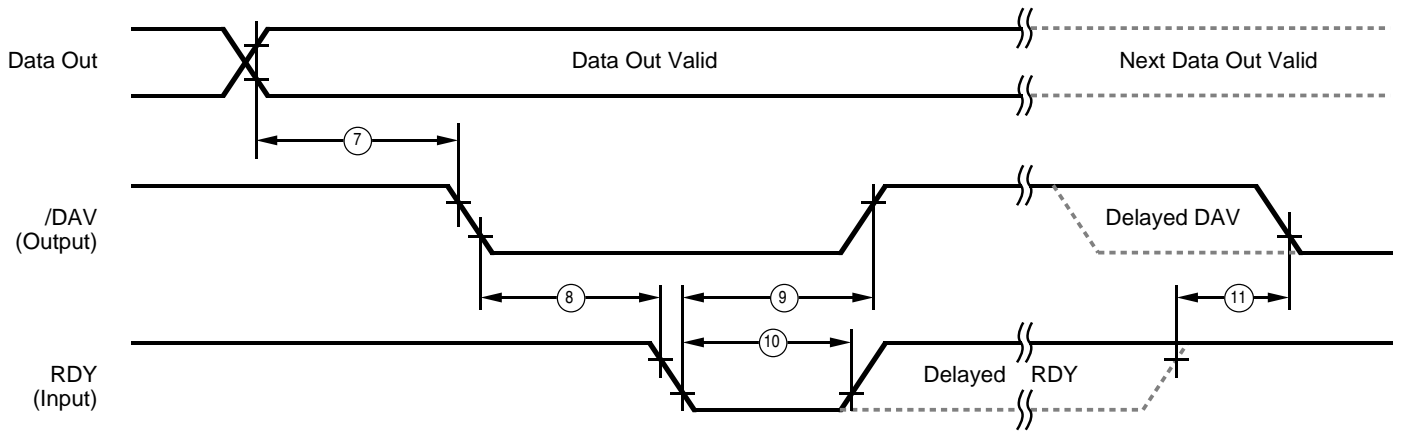 Data Out
Data Out Valid
Next Data Out Valid
7
/DAV
(Output)
Delayed DAV
8
9
11
10
RDY
(Input)
Delayed RDY